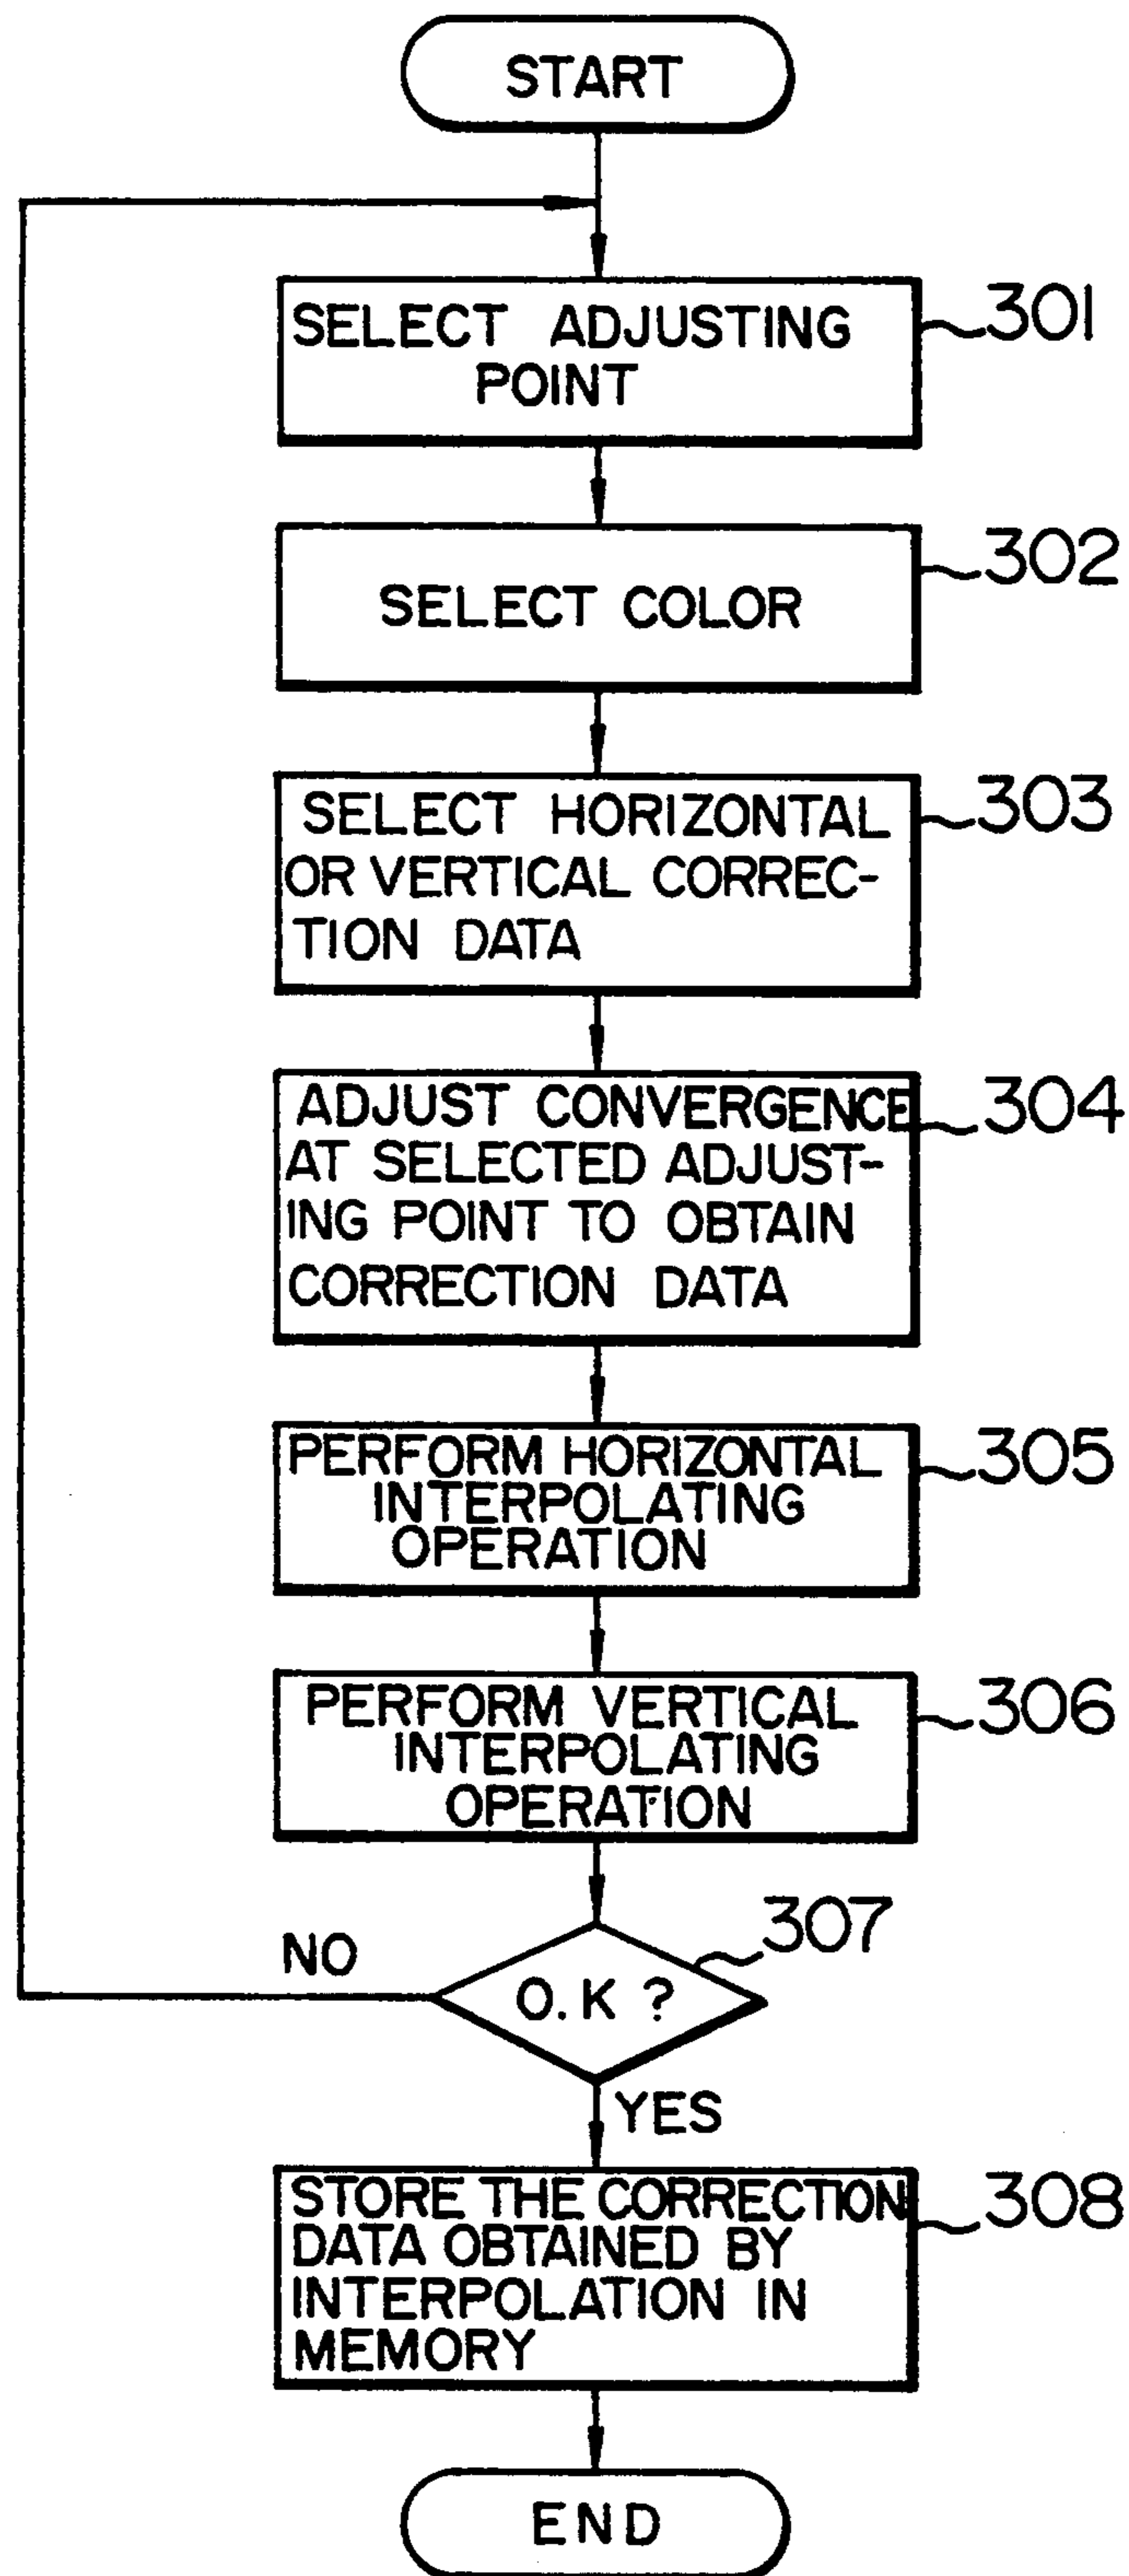 START
SELECT ADJUSTING
POINT
301
SELECT COLOR
302
SELECT HORIZONTAL
OR VERTICAL CORREC-
TION DATA
303
ADJUST CONVERGENCE
AT SELECTED ADJUST-
ING POINT TO OBTAIN
CORRECTION DATA
304
PERFORM HORIZONTAL
INTERPOLATING
OPERATION
305
PERFORM VERTICAL
INTERPOLATING
OPERATION
306
307
NO
O.K ?
YES
STORE THE CORRECTION
DATA OBTAINED BY
INTERPOLATION IN
MEMORY
308
END